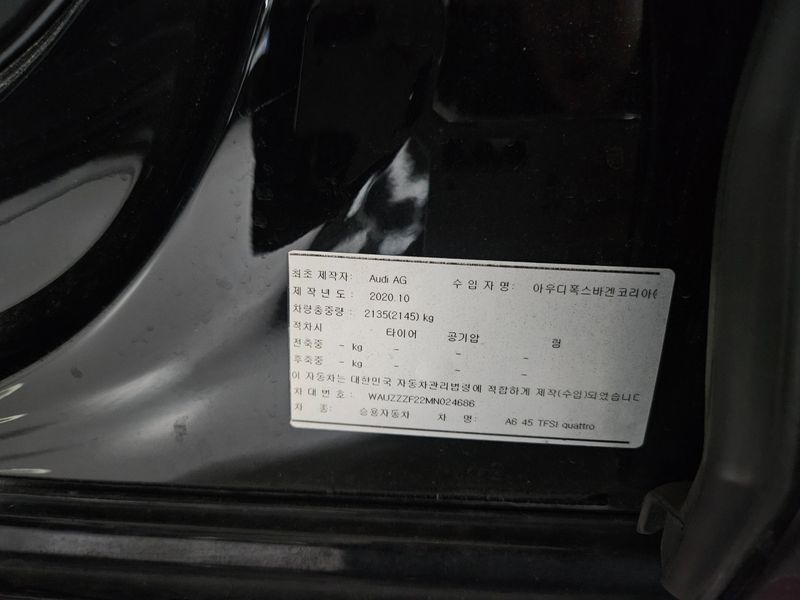 최초 제작자: Audi AG 수입자명: 아우디폭스바겐코리아(
제작년도: 2020.10
차량총중량: 2135(2145) kg
적차시 타이어 공기압 림
전축중 - kg - - -
후축중 - kg - - -
이 자동차는 대한민국 자동차관리법령에 적합하게 제작(수입)되였습니다
차대번호: WAUZZZF22MN024686
차 종: 승용자동차 차 명: A6 45 TFSI quattro